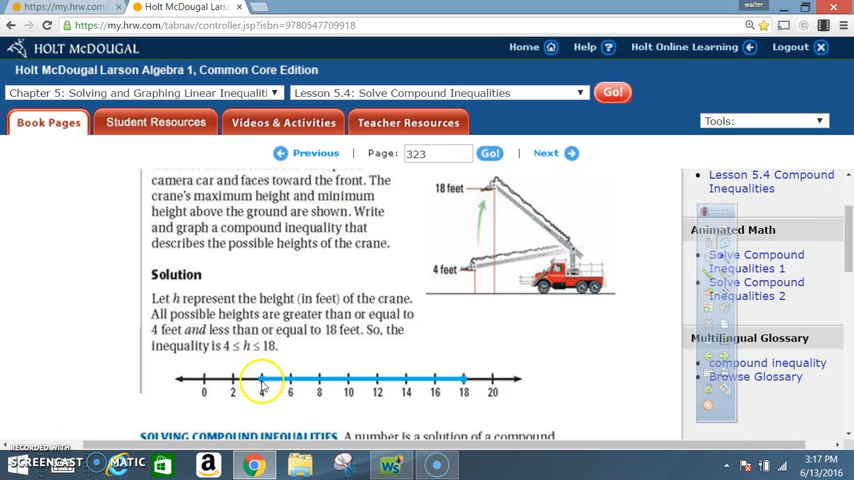 https://my.hrw.com/tabnav/
Holt McDougal Larson
walter
https://my.hrw.com/tabnav/controller.jsp?isbn=9780547709918
HOLT McDOUGAL
Home
Help
Holt Online Learning
Logout
Holt McDougal Larson Algebra 1, Common Core Edition
Chapter 5: Solving and Graphing Linear Inequaliti
Lesson 5.4: Solve Compound Inequalities
Go!
Book Pages
Student Resources
Videos & Activities
Teacher Resources
Tools:
Previous | Page: 323 Go! | Next
camera car and faces toward the front. The
crane's maximum height and minimum
height above the ground are shown. Write
and graph a compound inequality that
describes the possible heights of the crane.
18 feet
4 feet
Solution
Let h represent the height (in feet) of the crane.
All possible heights are greater than or equal to
4 feet and less than or equal to 18 feet. So, the
inequality is 4 ≤ h ≤ 18.
0 2 4 6 8 10 12 14 16 18 20
SOLVING COMPOUND INEQUALITIES A number is a solution of a compound
Lesson 5.4 Compound
Inequalities
Animated Math
Solve Compound
Inequalities 1
Solve Compound
Inequalities 2
Multilingual Glossary
compound inequality
Browse Glossary
RECORDED WITH
SCREENCAST MATIC
3:17 PM
6/13/2016